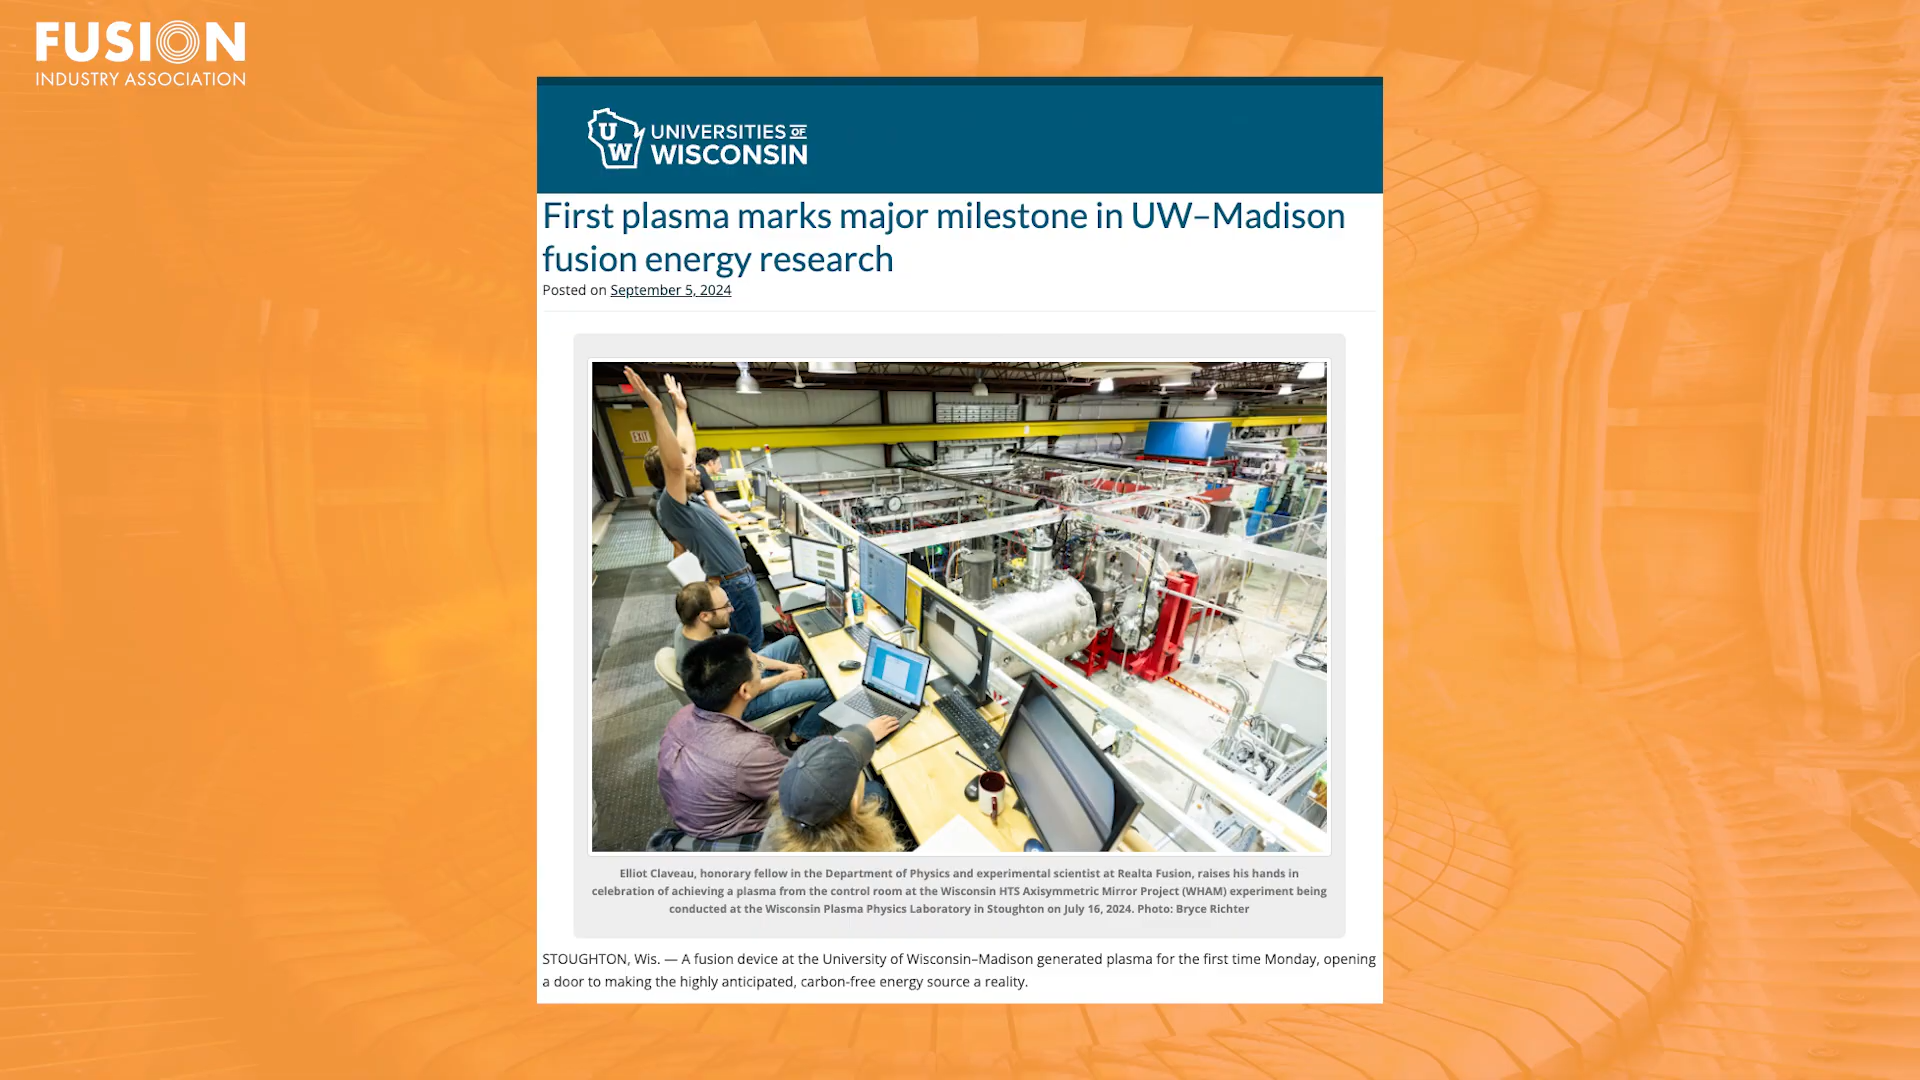 FUSION
INDUSTRY ASSOCIATION
U
W
UNIVERSITIES OF
WISCONSIN
First plasma marks major milestone in UW–Madison
fusion energy research
Posted on September 5, 2024
EXIT
Elliot Claveau, honorary fellow in the Department of Physics and experimental scientist at Realta Fusion, raises his hands in
celebration of achieving a plasma from the control room at the Wisconsin HTS Axisymmetric Mirror Project (WHAM) experiment being
conducted at the Wisconsin Plasma Physics Laboratory in Stoughton on July 16, 2024. Photo: Bryce Richter
STOUGHTON, Wis. — A fusion device at the University of Wisconsin–Madison generated plasma for the first time Monday, opening
a door to making the highly anticipated, carbon-free energy source a reality.